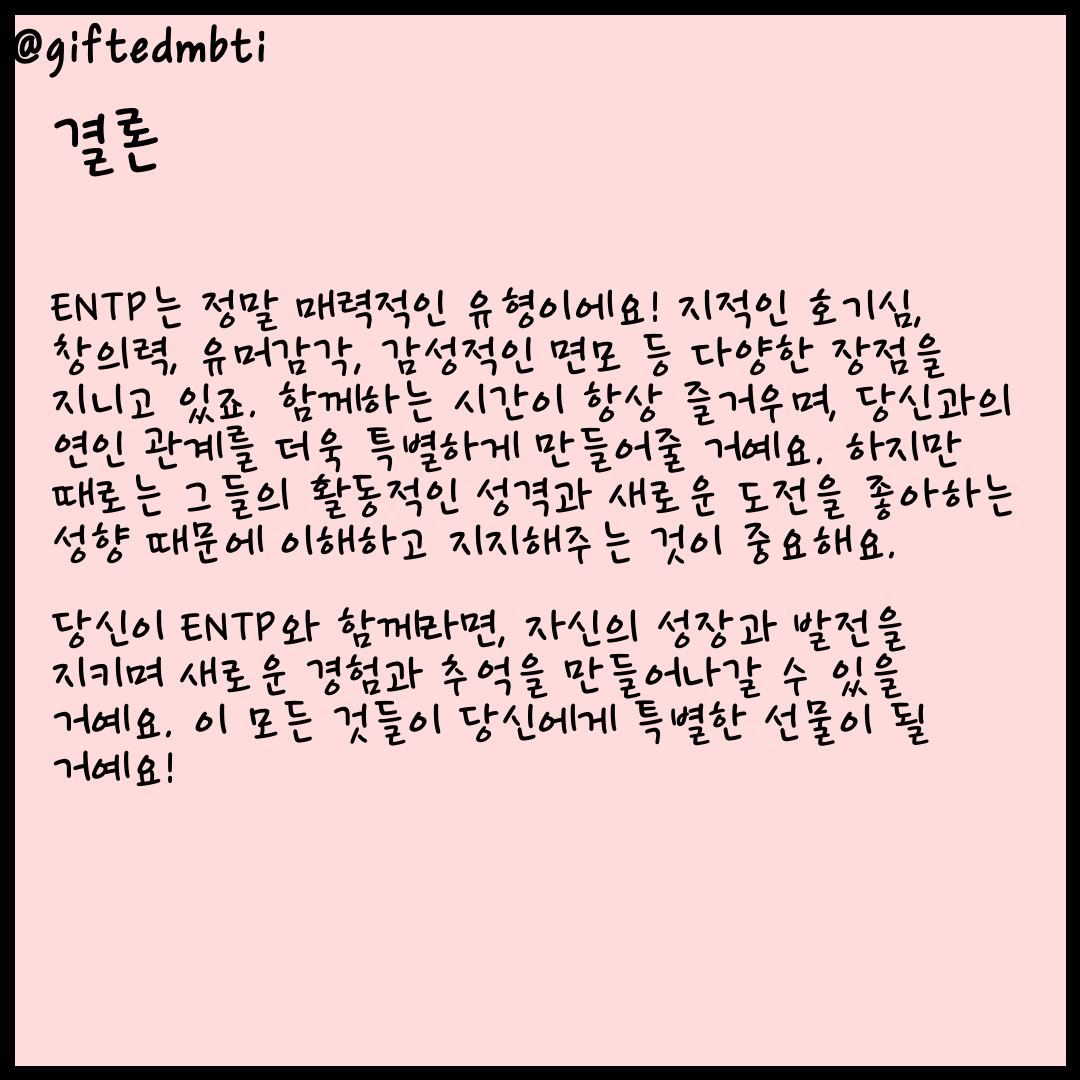 @giftedmbti
결론
ENTP는 정말 매력적인 유형이에요! 지적인 호기심,
창의력, 유머감각, 감성적인 면모 등 다양한 장점을
지니고 있죠. 함께하는 시간이 항상 즐거우며, 당신과의
연인 관계를 더욱 특별하게 만들어줄 거예요. 하지만
때로는 그들의 활동적인 성격과 새로운 도전을 좋아하는
성향 때문에 이해하고 지지해주는 것이 중요해요.
당신이 ENTP와 함께라면, 자신의 성장과 발전을
지키며 새로운 경험과 추억을 만들어나갈 수 있을
거예요. 이 모든 것들이 당신에게 특별한 선물이 될
거예요!